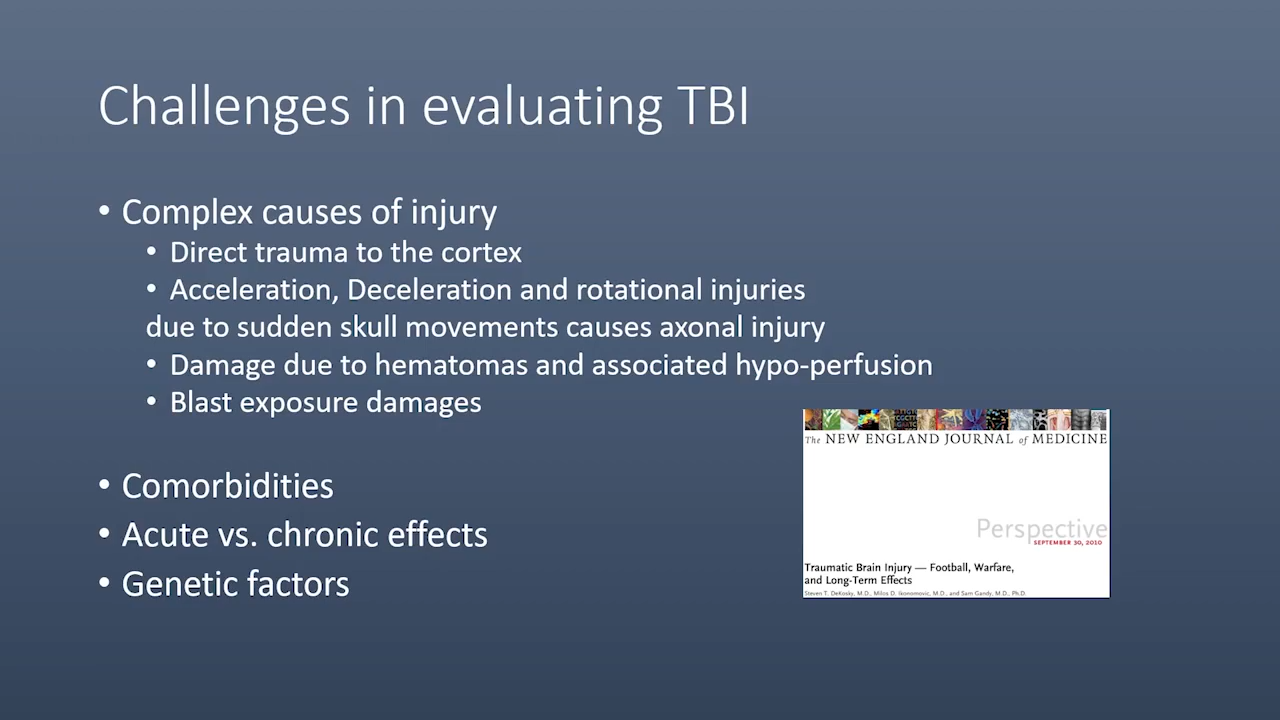 Challenges in evaluating TBI
• Complex causes of injury
• Direct trauma to the cortex
• Acceleration, Deceleration and rotational injuries
due to sudden skull movements causes axonal injury
• Damage due to hematomas and associated hypo-perfusion
• Blast exposure damages
• Comorbidities
• Acute vs. chronic effects
• Genetic factors
The NEW ENGLAND JOURNAL of MEDICINE
Perspective
SEPTEMBER 30, 2010
Traumatic Brain Injury — Football, Warfare,
and Long-Term Effects
Steven T. DeKosky, M.D., Milos D. Ikonomovic, M.D., and Sam Gandy, M.D., Ph.D.